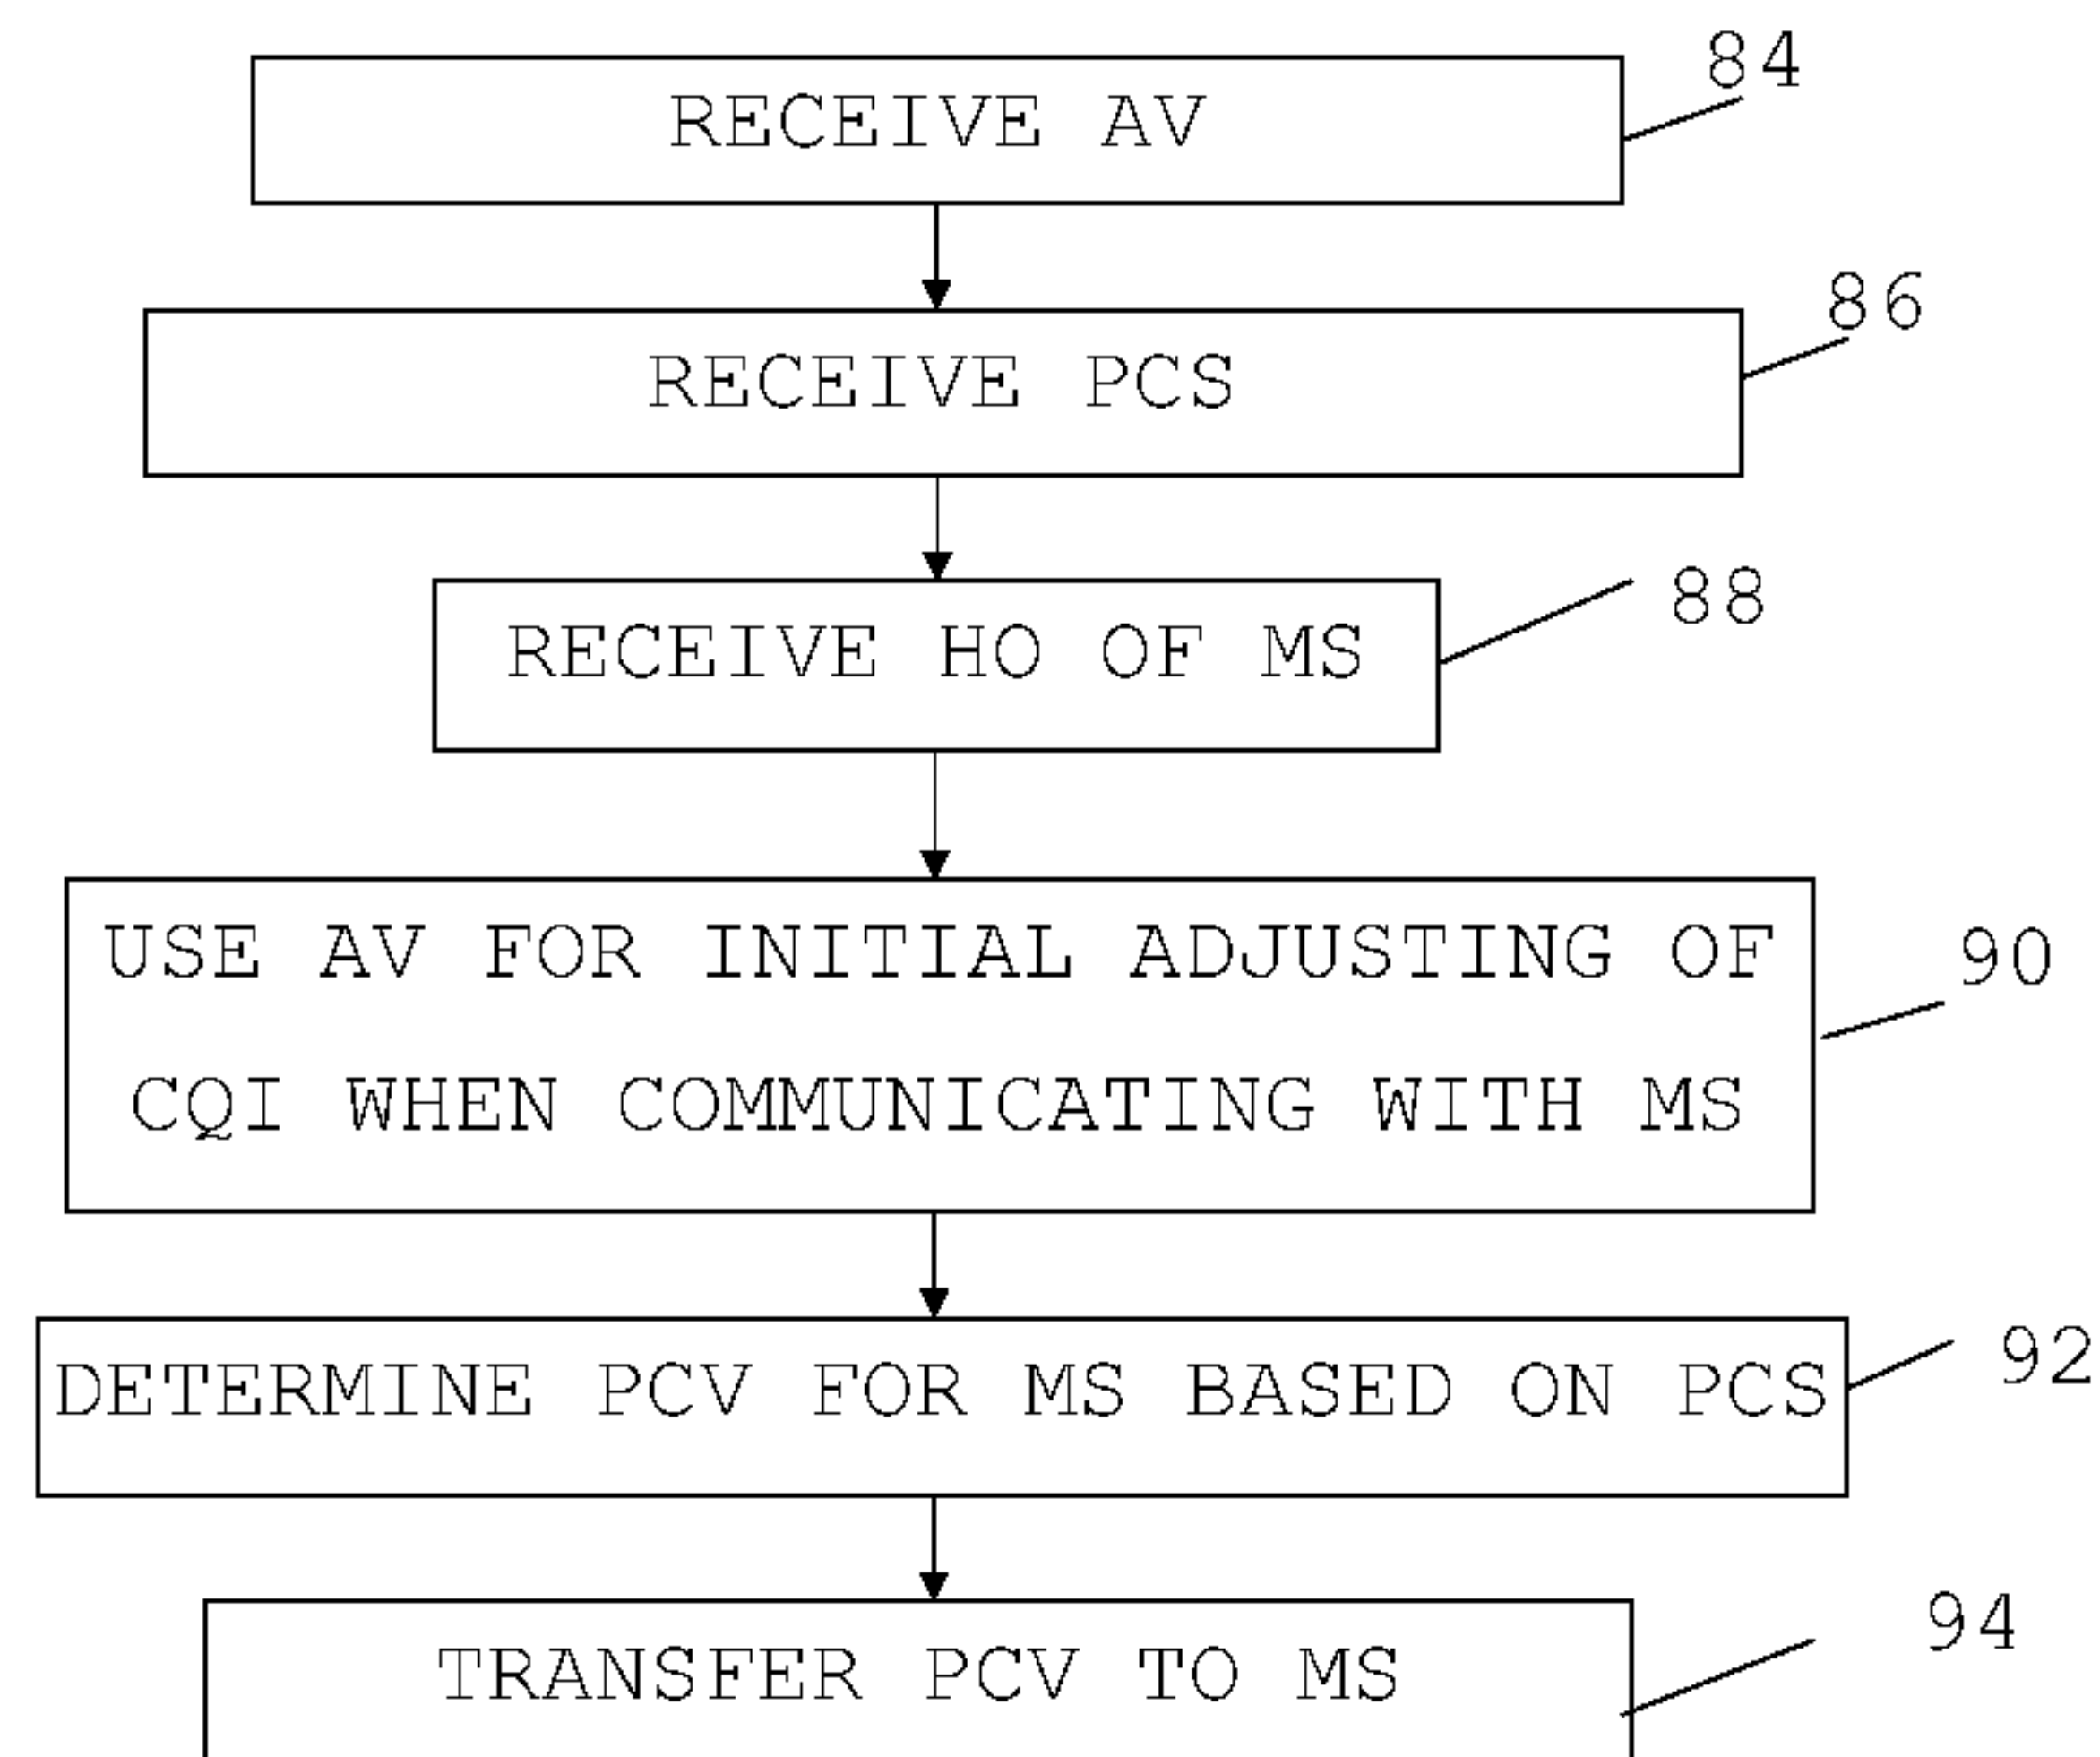 84
RECEIVE AV
86
RECEIVE PCS
88
RECEIVE HO OF MS
90
USE AV FOR INITIAL ADJUSTING OF
CQI WHEN COMMUNICATING WITH MS
92
DETERMINE PCV FOR MS BASED ON PCS
94
TRANSFER PCV TO MS